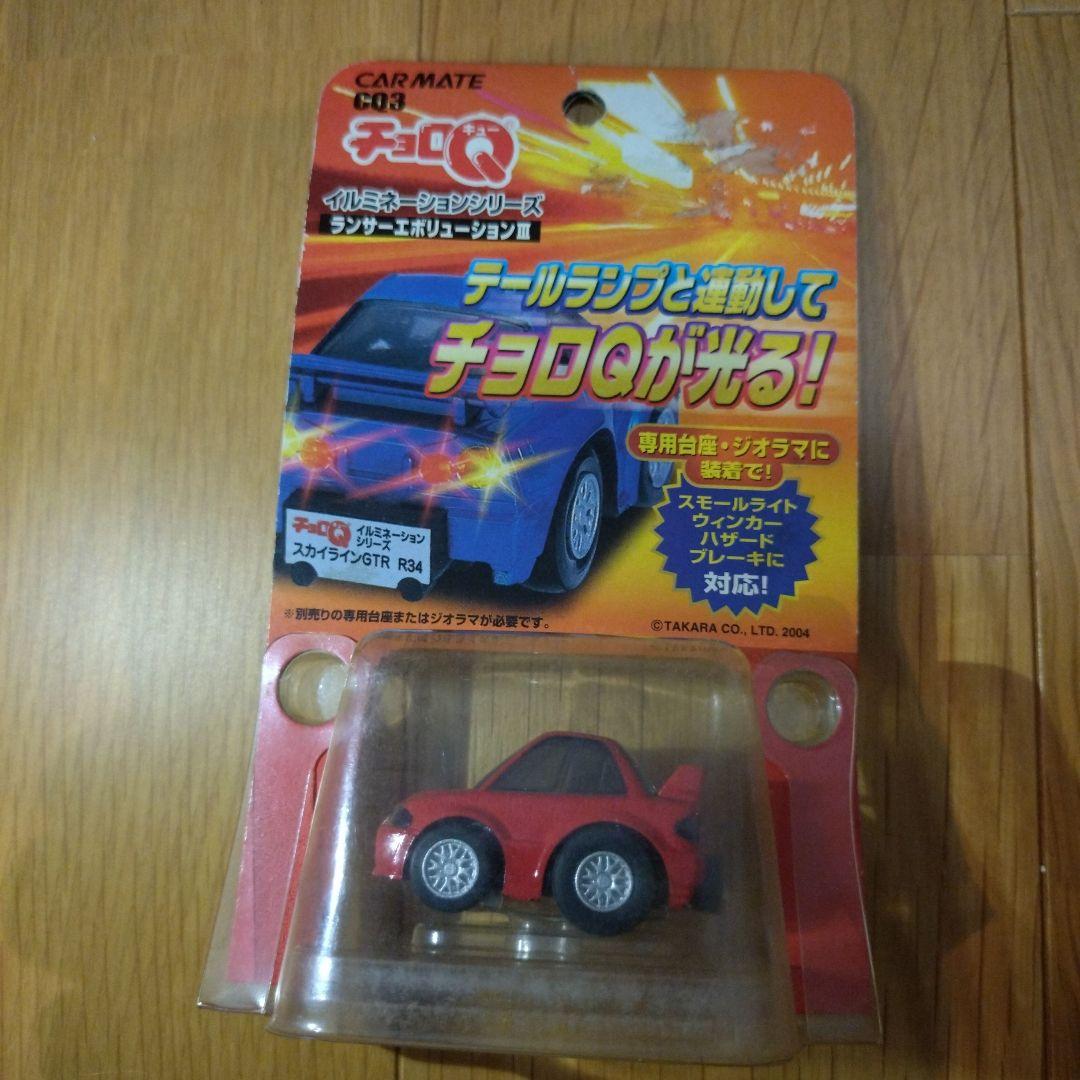 CARMATE
CQ3
チョロQ
キュー
イルミネーションシリーズ
ランサーエボリューションIII
テールランプと連動して
チョロQが光る!
専用台座・ジオラマに
装着で!
スモールライト
ウィンカー
ハザード
ブレーキに
対応!
チョロQ イルミネーション
シリーズ
スカイラインGTR R34
※別売りの専用台座またはジオラマが必要です。
©TAKARA CO., LTD. 2004